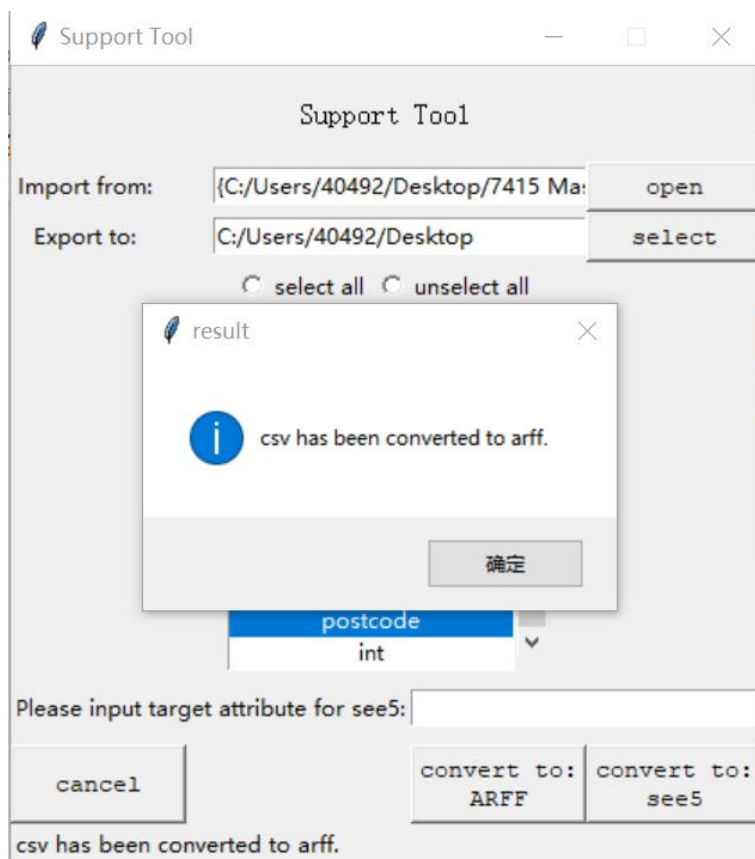 Support Tool
Support Tool
Import from: {C:/Users/40492/Desktop/7415 Mas open
Export to: C:/Users/40492/Desktop select
select all unselect all
result
csv has been converted to arff.
确定
postcode
int
Please input target attribute for see5:
cancel
convert to:
ARFF
convert to:
see5
csv has been converted to arff.